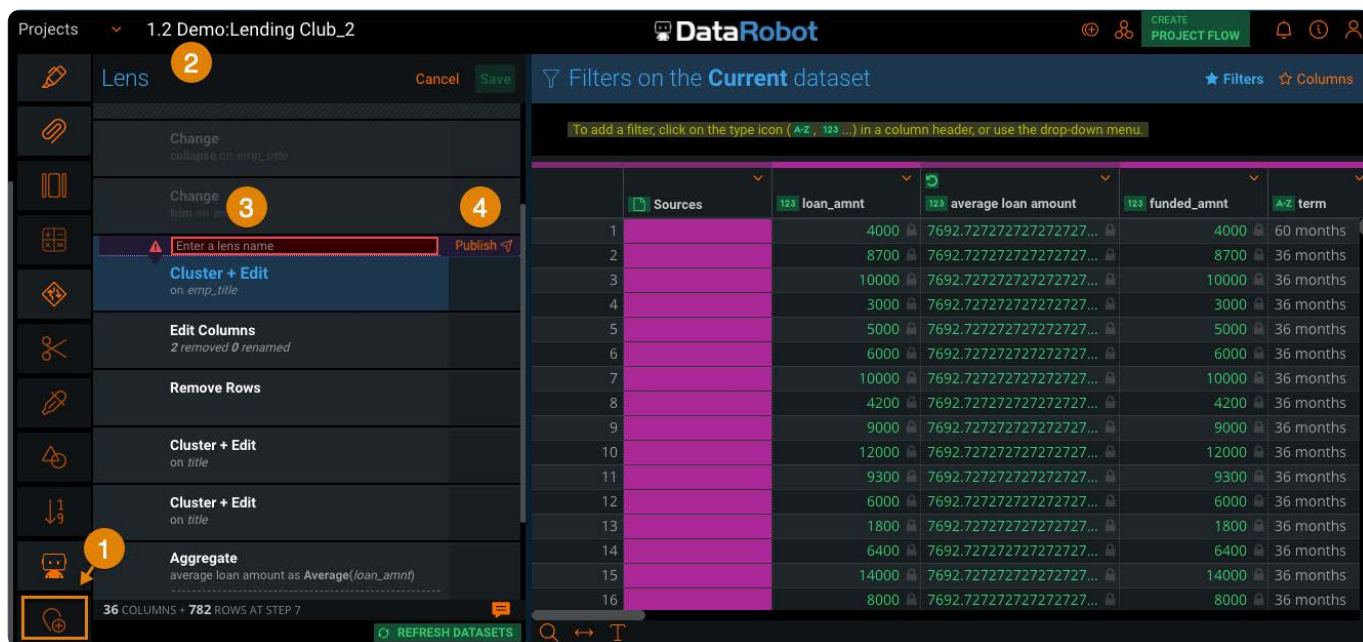 Projects 1.2 Demo:Lending Club_2 DataRobot CREATE PROJECT FLOW
2
Lens Cancel Save
Filters on the Current dataset Filters Columns
To add a filter, click on the type icon ( A-Z , 123 ...) in a column header, or use the drop-down menu.
Change
collapse on emp_title
Change
trim on
3
4
Enter a lens name Publish
Cluster + Edit
on emp_title
Edit Columns
2 removed 0 renamed
Remove Rows
Cluster + Edit
on title
Cluster + Edit
on title
1
Aggregate
average loan amount as Average(loan_amnt)
36 COLUMNS + 782 ROWS AT STEP 7
REFRESH DATASETS
Sources 123 loan_amnt 123 average loan amount 123 funded_amnt A-Z term
1 4000 7692.727272727272727... 4000 60 months
2 8700 7692.727272727272727... 8700 36 months
3 10000 7692.727272727272727... 10000 36 months
4 3000 7692.727272727272727... 3000 36 months
5 5000 7692.727272727272727... 5000 36 months
6 6000 7692.727272727272727... 6000 36 months
7 10000 7692.727272727272727... 10000 36 months
8 4200 7692.727272727272727... 4200 36 months
9 9000 7692.727272727272727... 9000 36 months
10 12000 7692.727272727272727... 12000 36 months
11 9300 7692.727272727272727... 9300 36 months
12 6000 7692.727272727272727... 6000 36 months
13 1800 7692.727272727272727... 1800 36 months
14 6400 7692.727272727272727... 6400 36 months
15 14000 7692.727272727272727... 14000 36 months
16 8000 7692.727272727272727... 8000 36 months